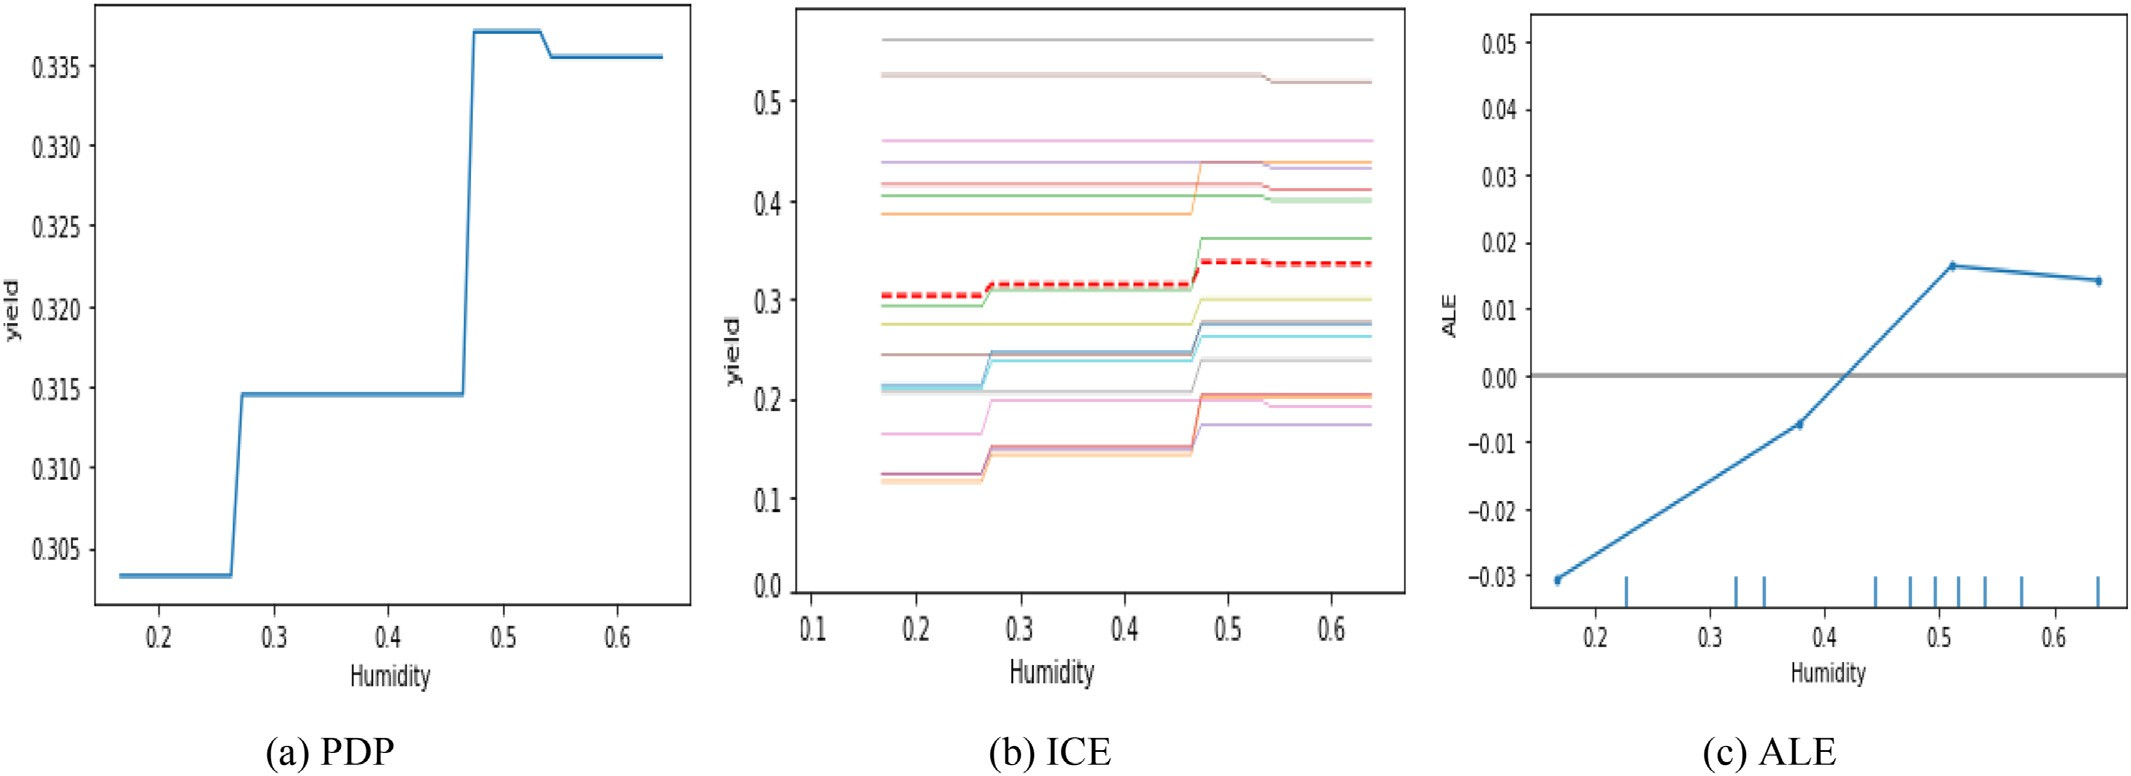 0.335
0.330
0.325
0.320
0.315
0.310
0.305
yield
0.2 0.3 0.4 0.5 0.6
Humidity
(a) PDP
0.5
0.4
0.3
0.2
0.1
0.0
yield
0.1 0.2 0.3 0.4 0.5 0.6
Humidity
(b) ICE
0.05
0.04
0.03
0.02
0.01
0.00
−0.01
−0.02
−0.03
ALE
0.2 0.3 0.4 0.5 0.6
Humidity
(c) ALE